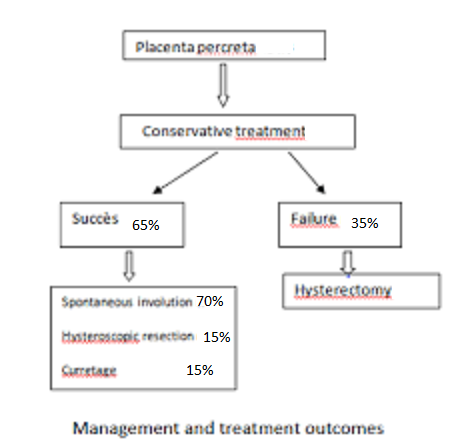 Placenta percreta
Conservative treatment
Succès 65%
Failure 35%
Spontaneous involution 70%
Hysteroscopic resection 15%
Curretage 15%
Hysterectomy
Management and treatment outcomes